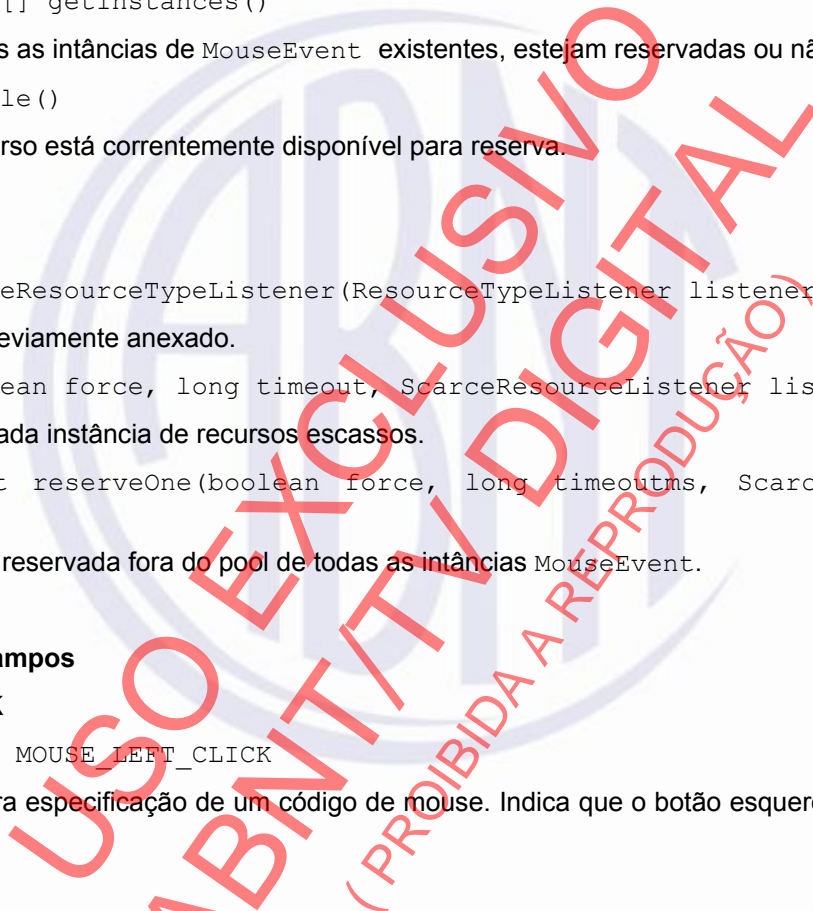 [] getInstances()
s as intâncias de MouseEvent existentes, estejam reservadas ou nã
le()
urso está correntemente disponível para reserva.
eResourceTypeListener(ResourceTypeListener listener
eviamente anexado.
ean force, long timeout, ScarceResourceListener lis
ada instância de recursos escassos.
t reserveOne(boolean force, long timeoutms, Scarc
reservada fora do pool de todas as intâncias MouseEvent.
ampos
K
MOUSE_LEFT_CLICK
ra especificação de um código de mouse. Indica que o botão esquer
USO EXCLUSIVO
ABNT/TV DIGITAL
( PROIBIDA A REPRODUÇÃO )
ABNT